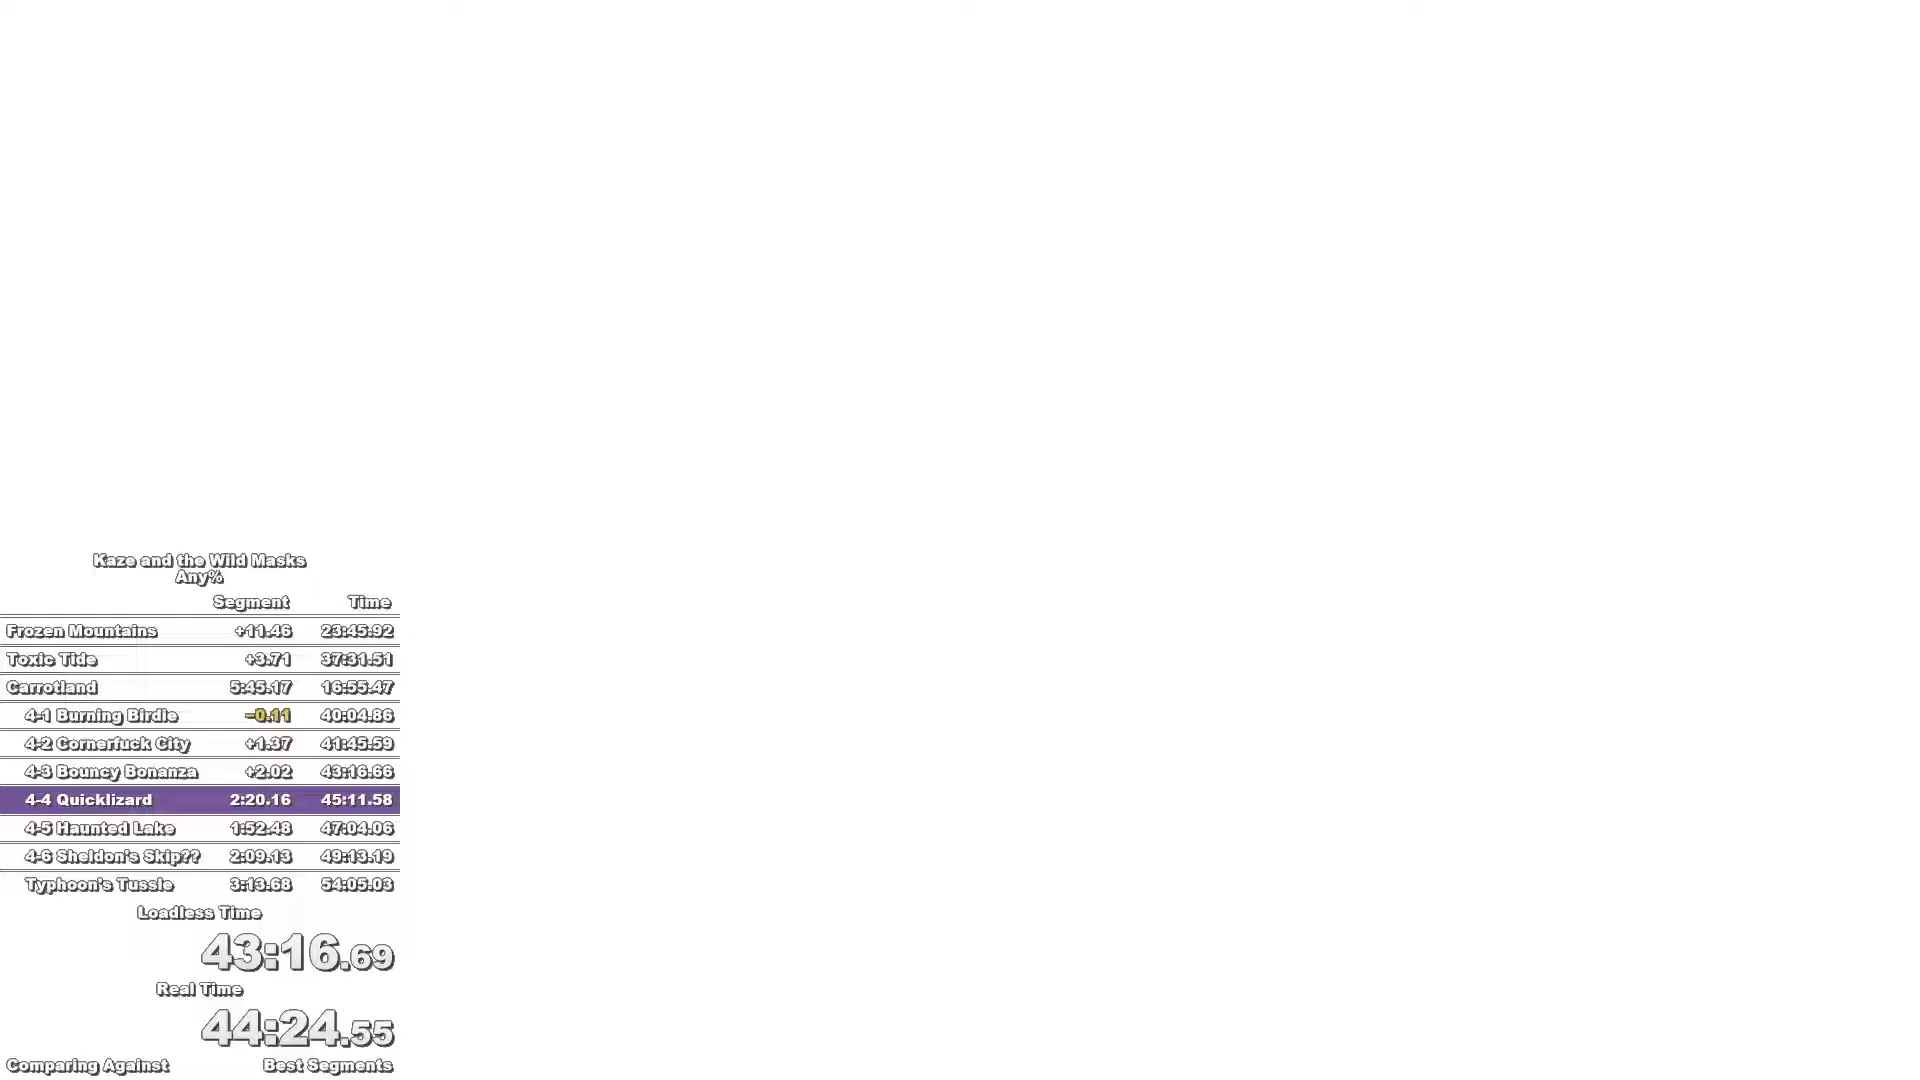 Kaze and the Wild Masks
Any%
Segment Time
Frozen Mountains +11.46 23:45.92
Toxic Tide +3.71 37:31.51
Carrotland 5:45.17 16:55.47
4-1 Burning Birdie −0.11 40:04.86
4-2 Cornerfuck City +1.37 41:45.59
4-3 Bouncy Bonanza +2.02 43:16.66
4-4 Quicklizard 2:20.16 45:11.58
4-5 Haunted Lake 1:52.48 47:04.06
4-6 Sheldon's Skip?? 2:09.13 49:13.19
Typhoon's Tussle 3:13.68 54:05.03
Loadless Time
43:16.69
Real Time
44:24.55
Comparing Against Best Segments